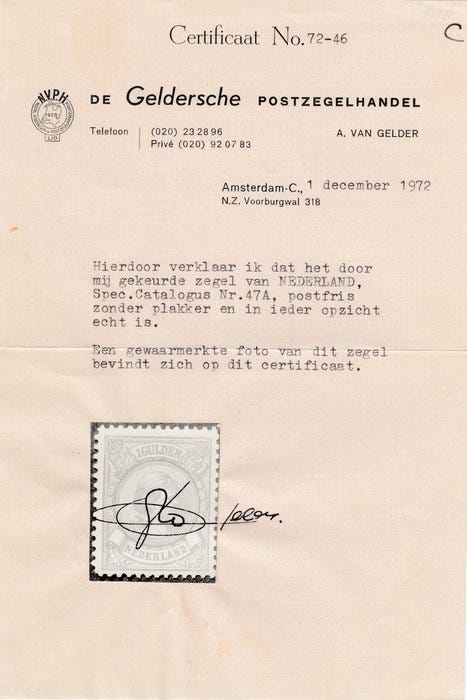 Certificaat No. 72-46
C
N.V.P.H.
1928
LID
DE Geldersche POSTZEGELHANDEL
Telefoon (020) 23 28 96
Privé (020) 92 07 83
A. VAN GELDER
Amsterdam-C., 1 december 1972
N.Z. Voorburgwal 318
Hierdoor verklaar ik dat het door
mij gekeurde zegel van NEDERLAND,
Spec.Catalogus Nr.47A, postfris
zonder plakker en in ieder opzicht
echt is.
Een gewaarmerkte foto van dit zegel
bevindt zich op dit certificaat.
1 GULDEN
NEDERLAND